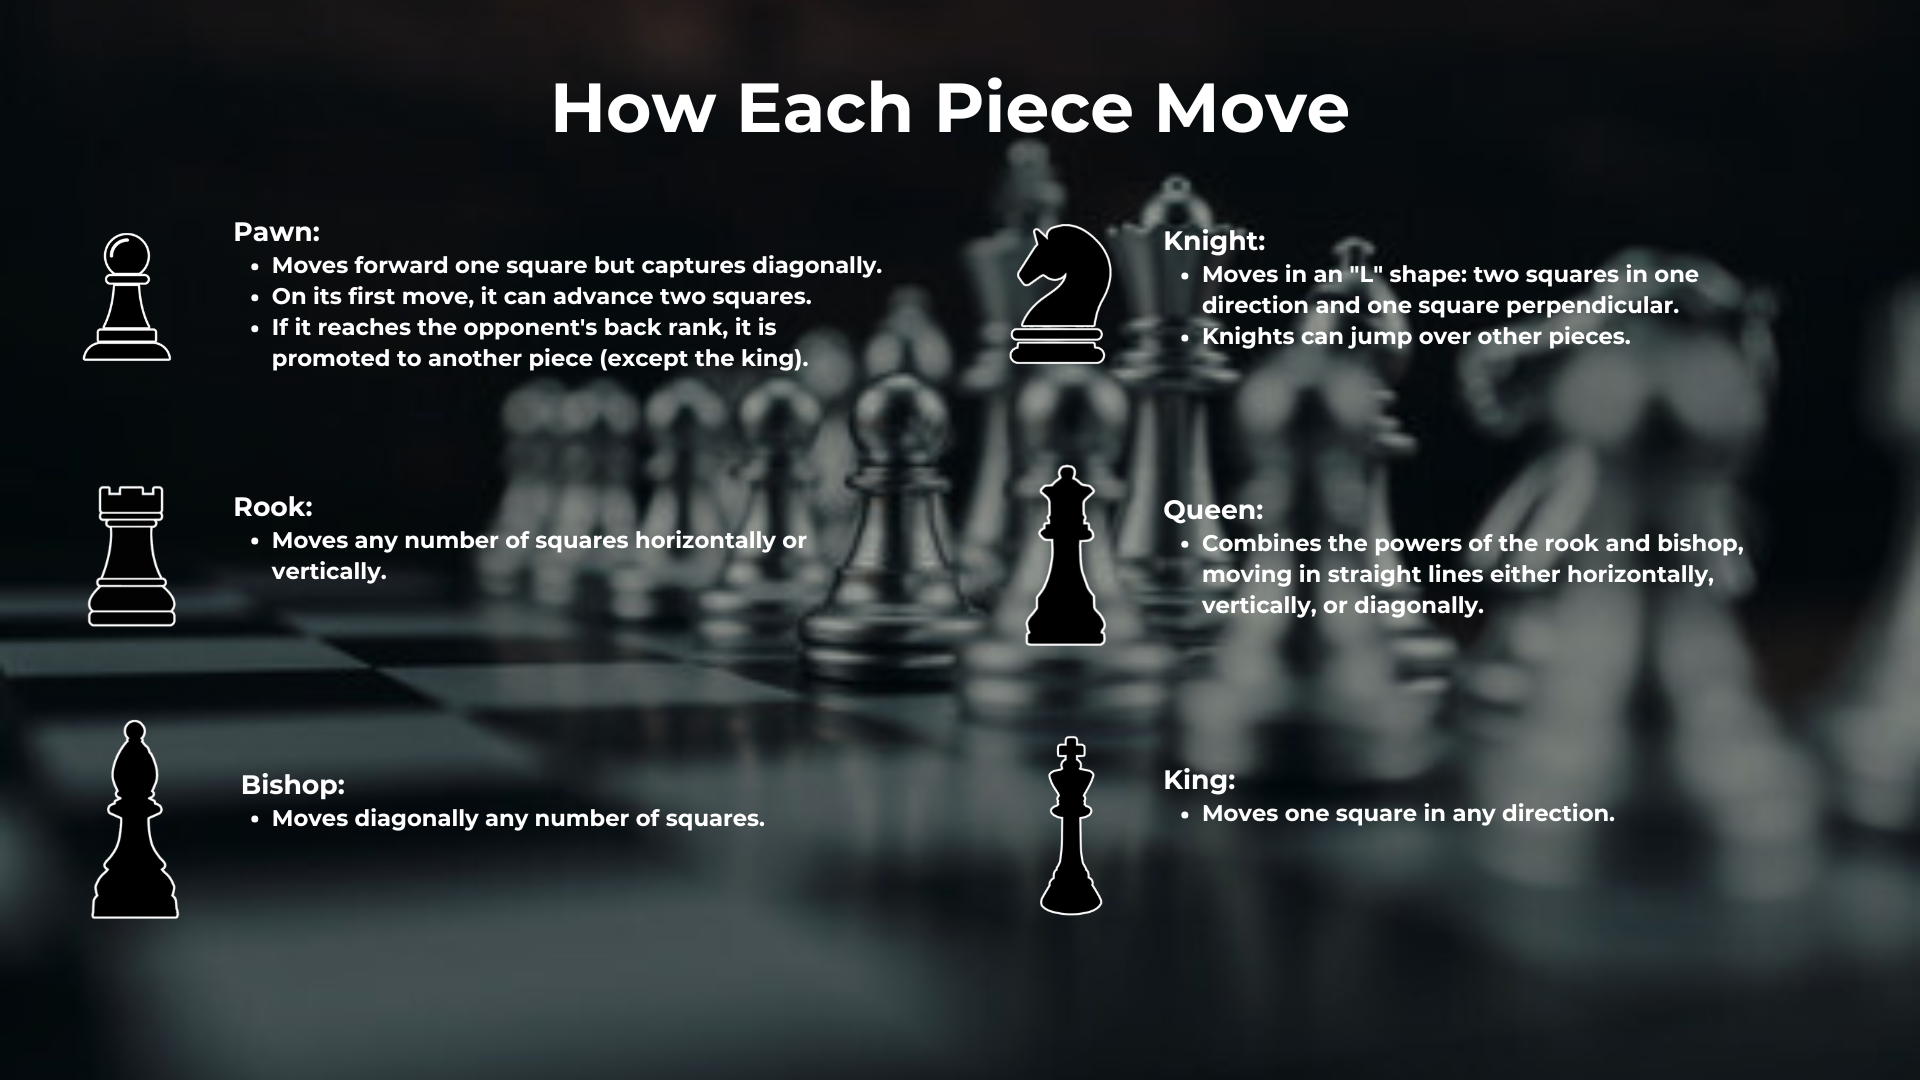 How Each Piece Move
Pawn:
• Moves forward one square but captures diagonally.
• On its first move, it can advance two squares.
• If it reaches the opponent's back rank, it is
promoted to another piece (except the king).
Knight:
• Moves in an "L" shape: two squares in one
direction and one square perpendicular.
• Knights can jump over other pieces.
Rook:
• Moves any number of squares horizontally or
vertically.
Queen:
• Combines the powers of the rook and bishop,
moving in straight lines either horizontally,
vertically, or diagonally.
Bishop:
• Moves diagonally any number of squares.
King:
• Moves one square in any direction.